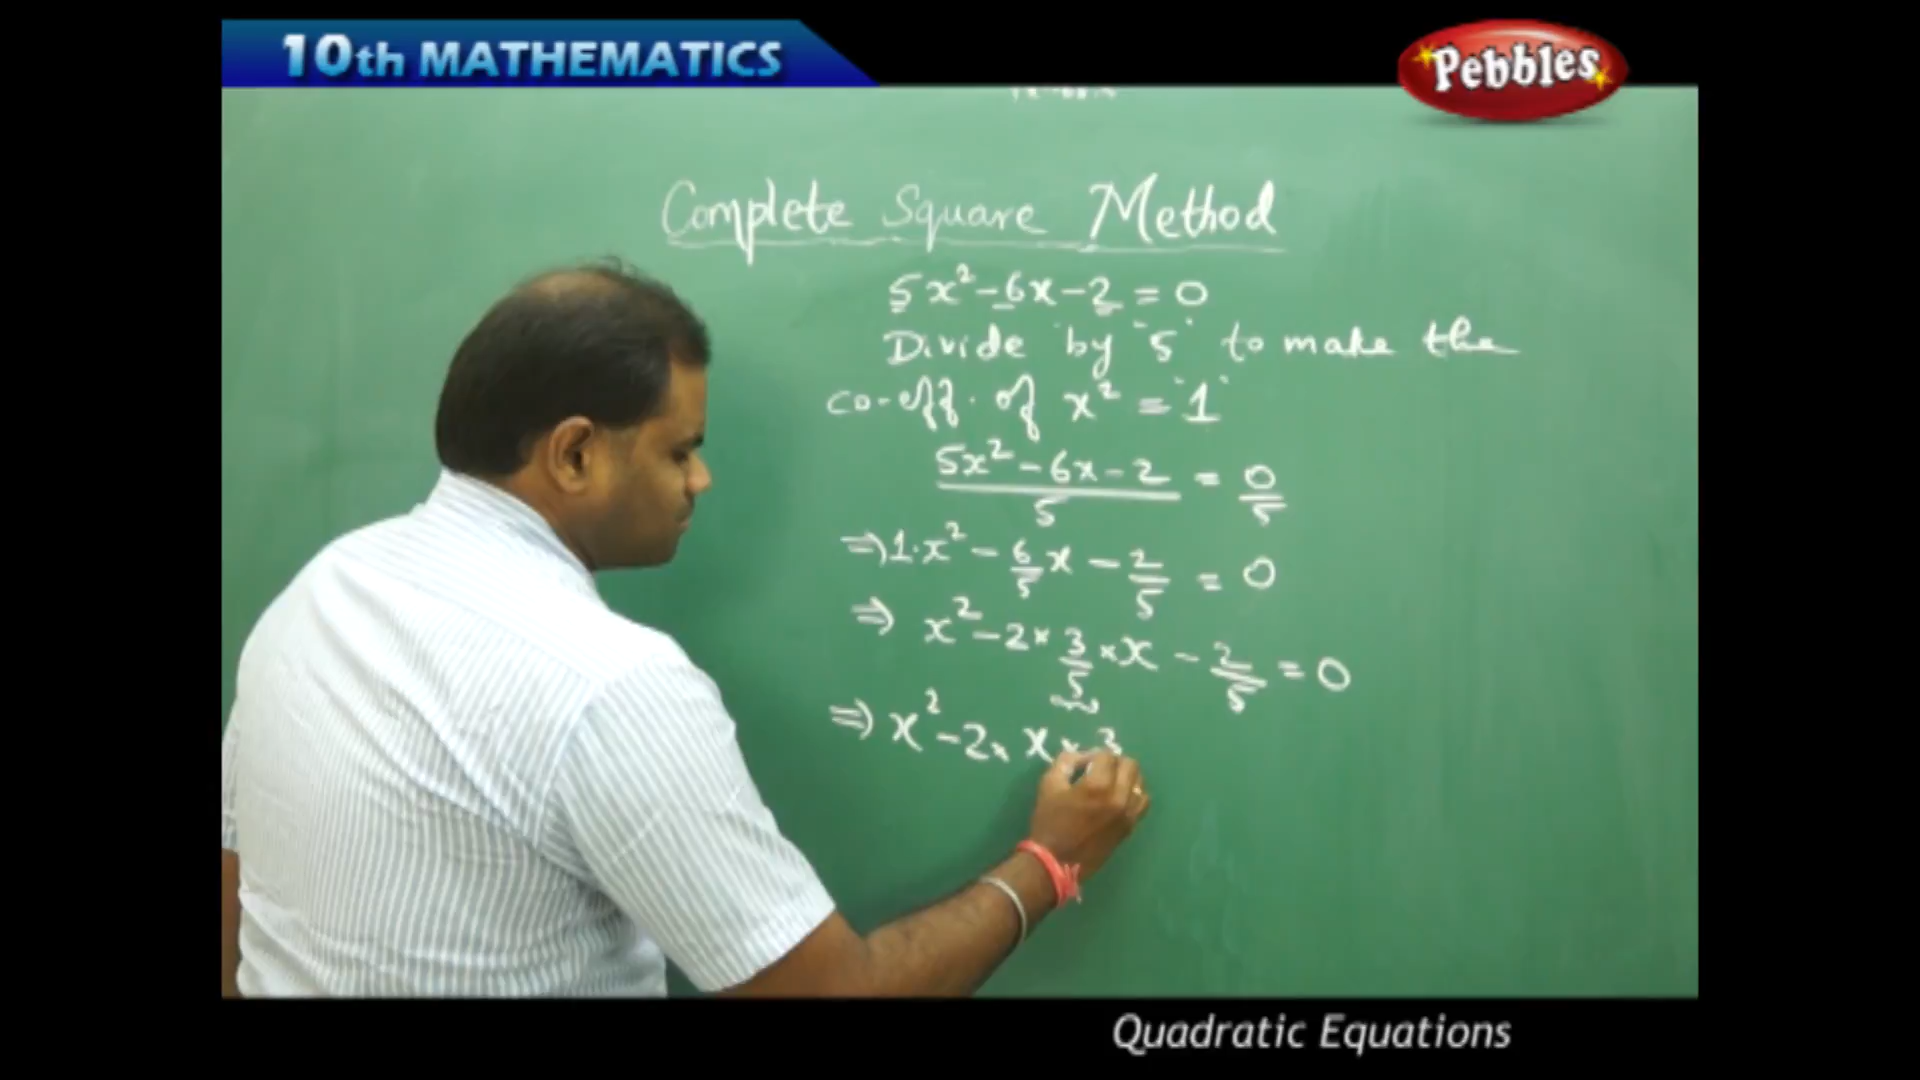 10th MATHEMATICS
Pebbles
Complete Square Method
5x² - 6x - 2 = 0
Divide by "5" to make the
co-eff. of x² = "1"
5x² - 6x - 2 / 5 = 0/5
⇒ 1·x² - 6/5 x - 2/5 = 0
⇒ x² - 2 × 3/5 × x - 2/5 = 0
⇒ x² - 2 × x × 3
Quadratic Equations